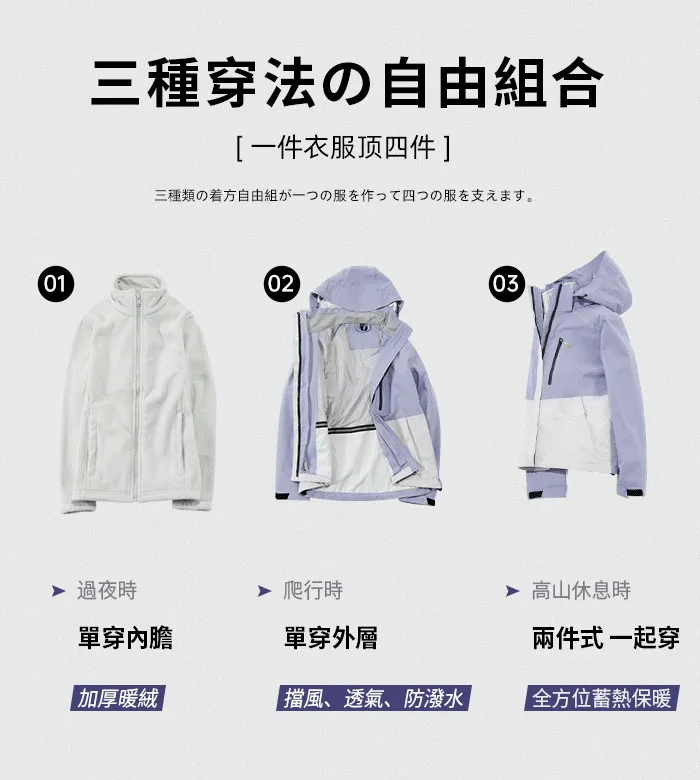 三種穿法の自由組合
[ 一件衣服顶四件 ]
三種類の着方自由組が一つの服を作って四つの服を支えます。
01
02
03
過夜時
單穿內膽
加厚暖絨
爬行時
單穿外層
擋風、透氣、防潑水
高山休息時
兩件式 一起穿
全方位蓄熱保暖